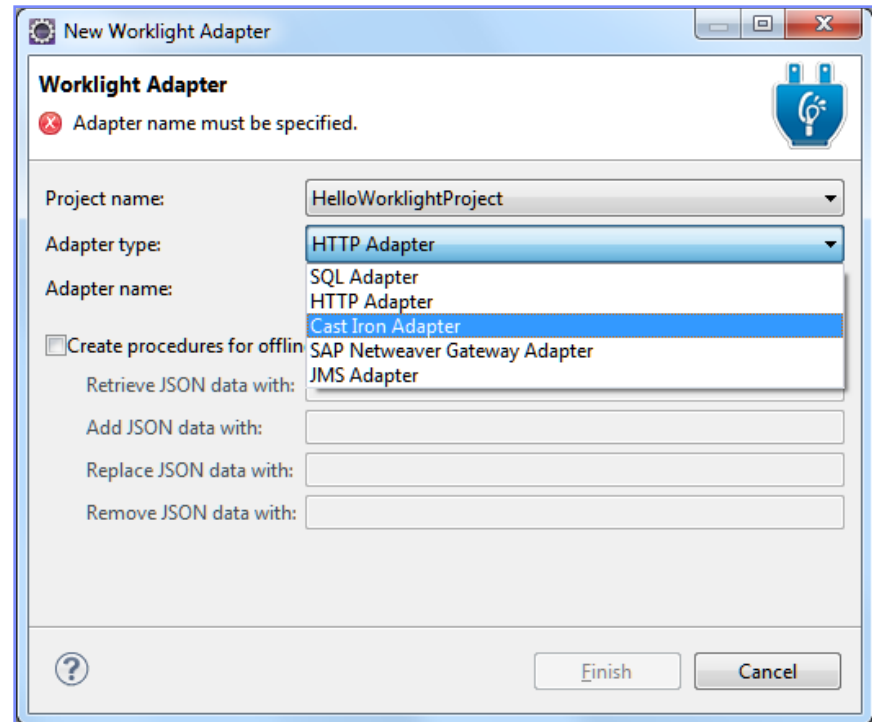 New Worklight Adapter
Worklight Adapter
Adapter name must be specified.
Project name: HelloWorklightProject
Adapter type: HTTP Adapter
SQL Adapter
Adapter name:
HTTP Adapter
Cast Iron Adapter
Create procedures for offlin
SAP Netweaver Gateway Adapter
JMS Adapter
Retrieve JSON data with:
Add JSON data with:
Replace JSON data with:
Remove JSON data with:
? Finish Cancel